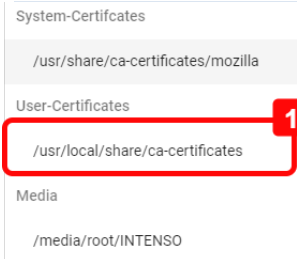 System-Certifcates
/usr/share/ca-certificates/mozilla
User-Certificates
1
/usr/local/share/ca-certificates
Media
/media/root/INTENSO